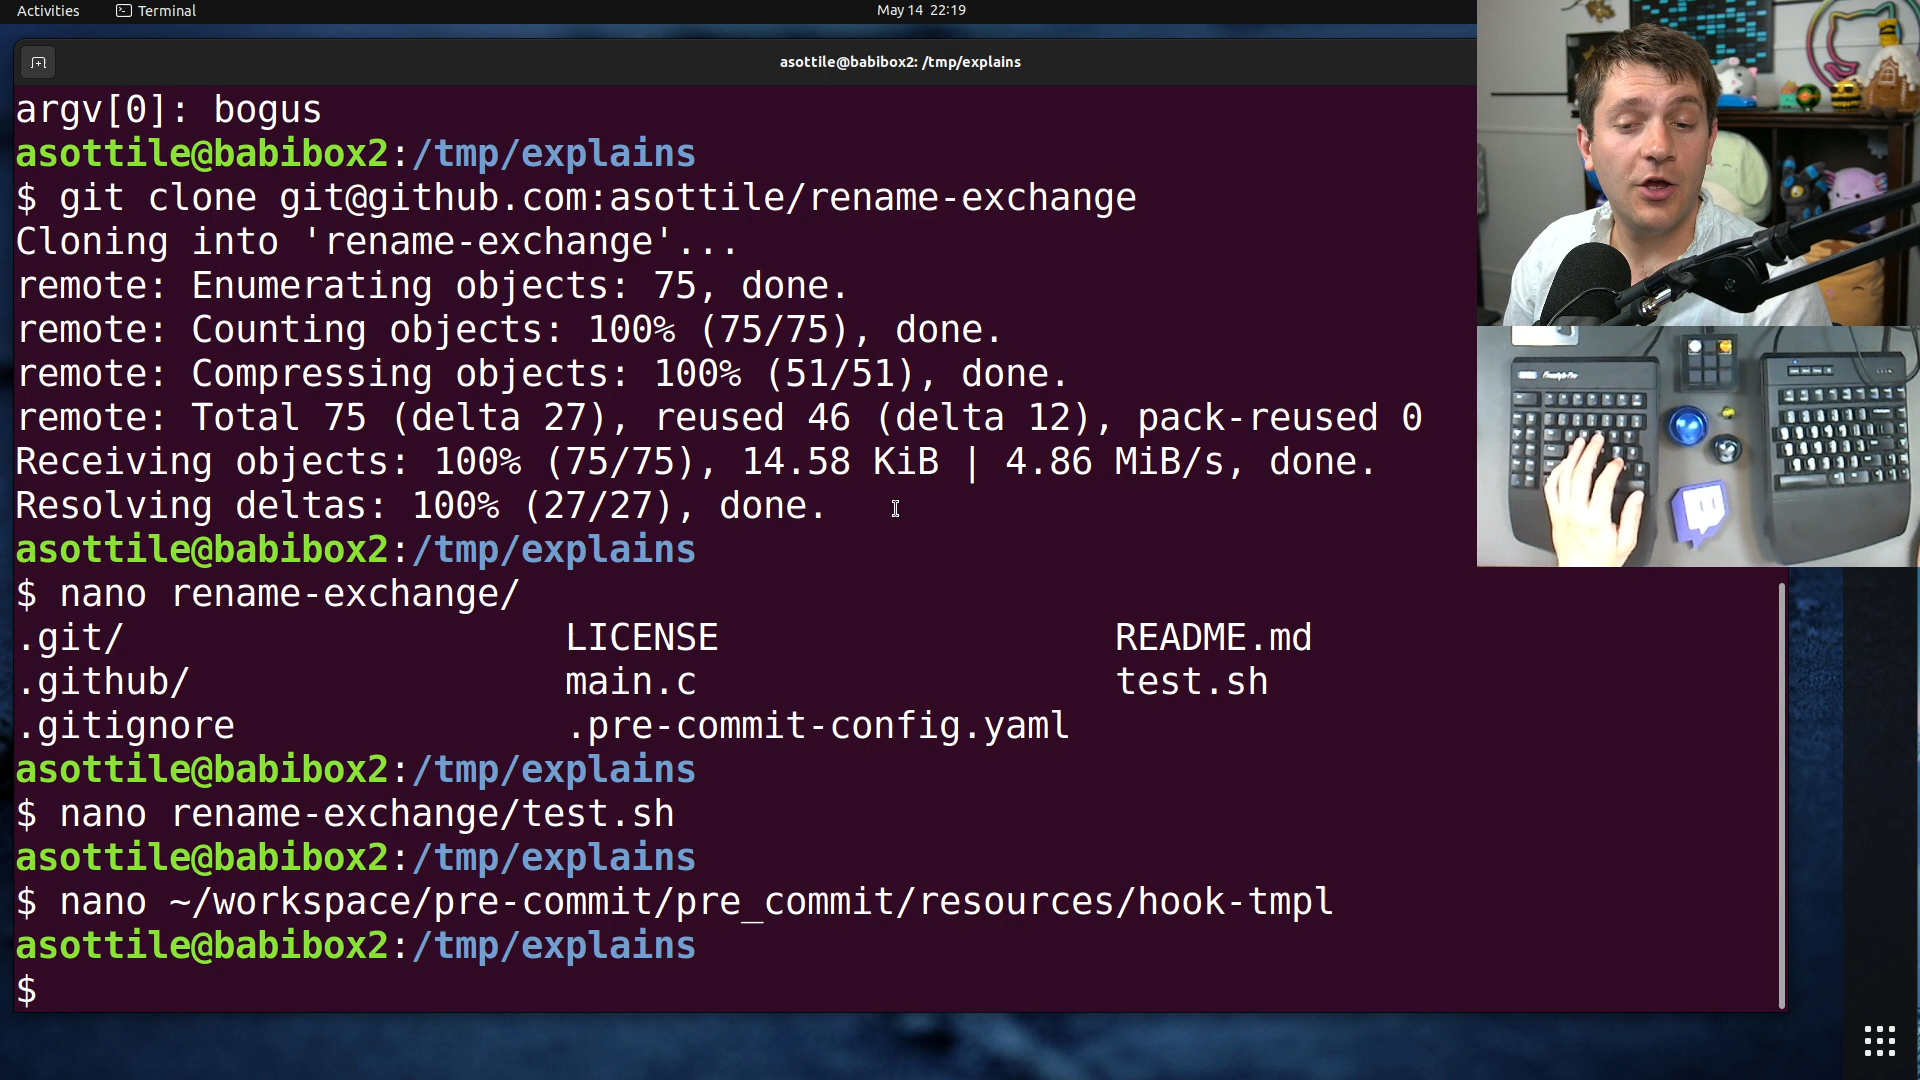 Activities
Terminal
May 14 22:19
asottile@babibox2: /tmp/explains
argv[0]: bogus
asottile@babibox2:/tmp/explains
$ git clone git@github.com:asottile/rename-exchange
Cloning into 'rename-exchange'...
remote: Enumerating objects: 75, done.
remote: Counting objects: 100% (75/75), done.
remote: Compressing objects: 100% (51/51), done.
remote: Total 75 (delta 27), reused 46 (delta 12), pack-reused 0
Receiving objects: 100% (75/75), 14.58 KiB | 4.86 MiB/s, done.
Resolving deltas: 100% (27/27), done.
asottile@babibox2:/tmp/explains
$ nano rename-exchange/
.git/ LICENSE README.md
.github/ main.c test.sh
.gitignore .pre-commit-config.yaml
asottile@babibox2:/tmp/explains
$ nano rename-exchange/test.sh
asottile@babibox2:/tmp/explains
$ nano ~/workspace/pre-commit/pre_commit/resources/hook-tmpl
asottile@babibox2:/tmp/explains
$